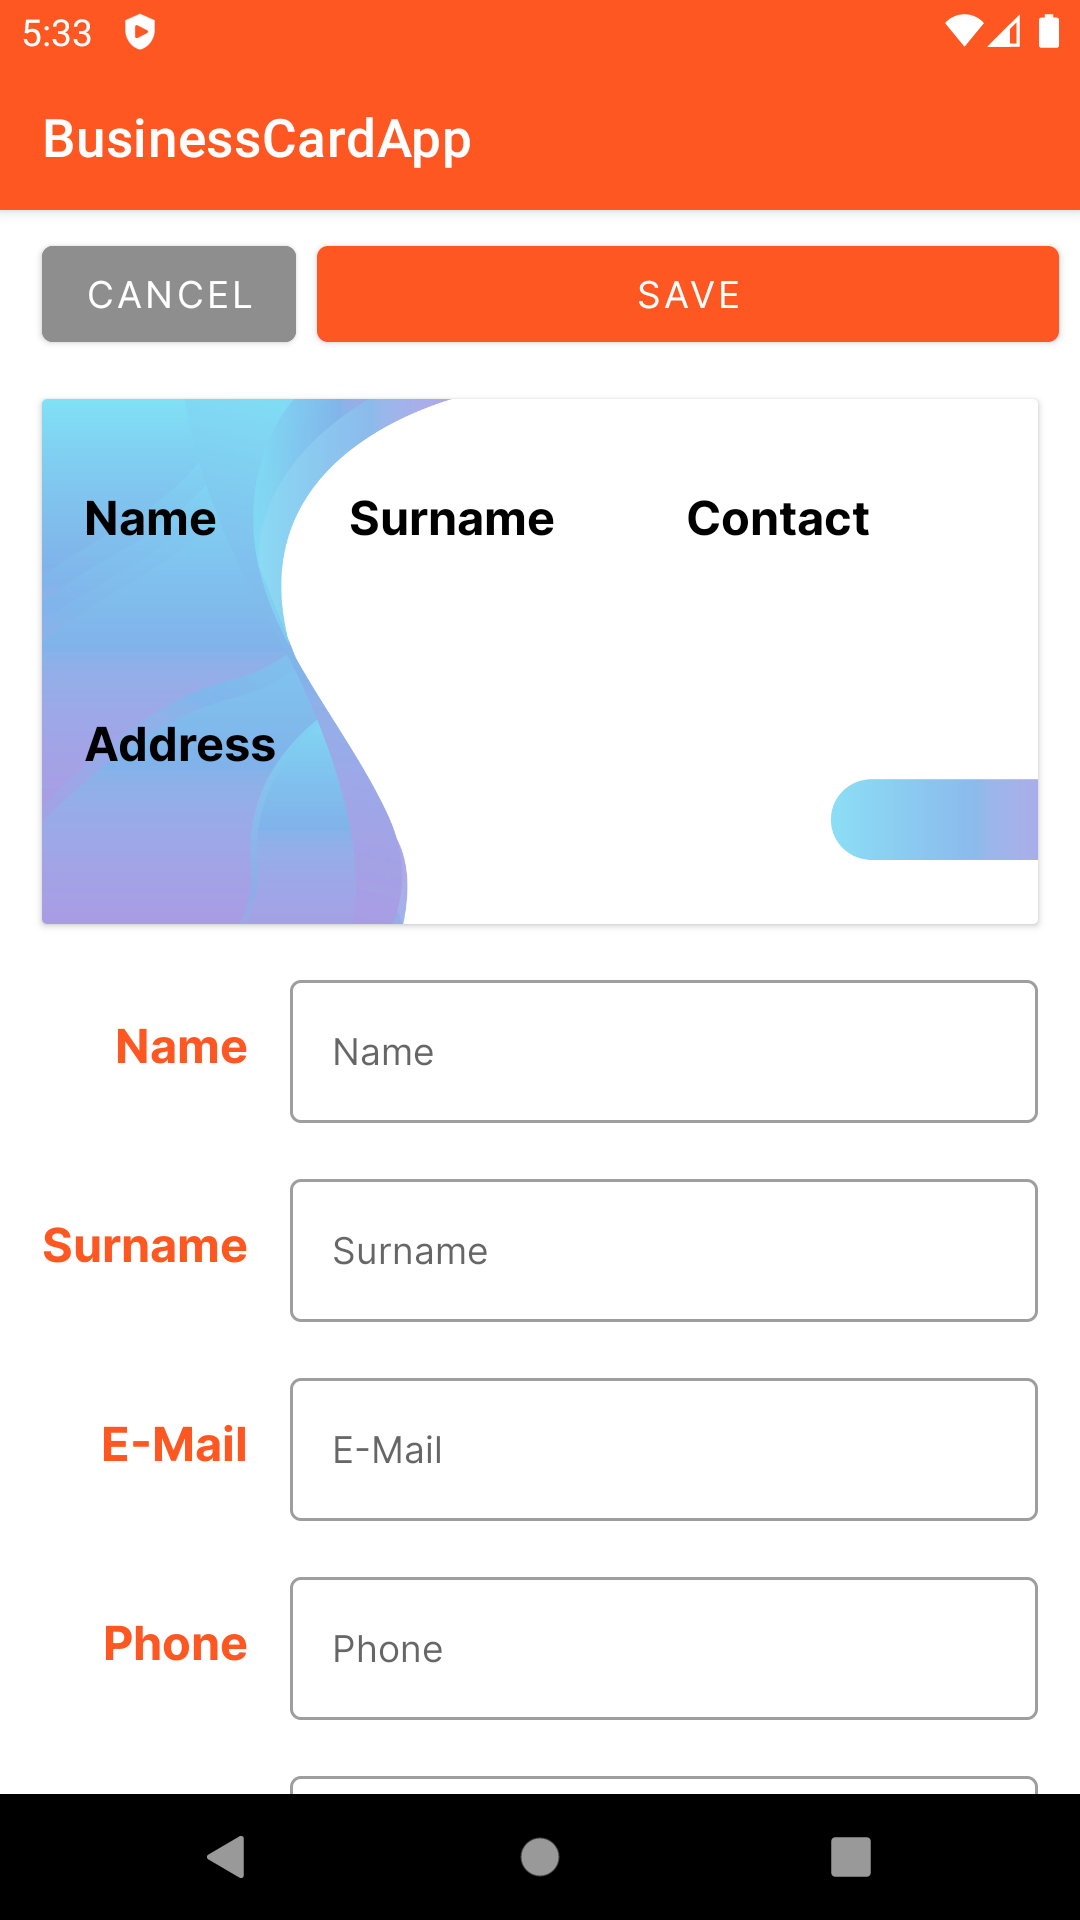 5:33
BusinessCardApp
CANCEL SAVE
Name Surname Contact
Address
Name Name
Surname Surname
E-Mail E-Mail
Phone Phone